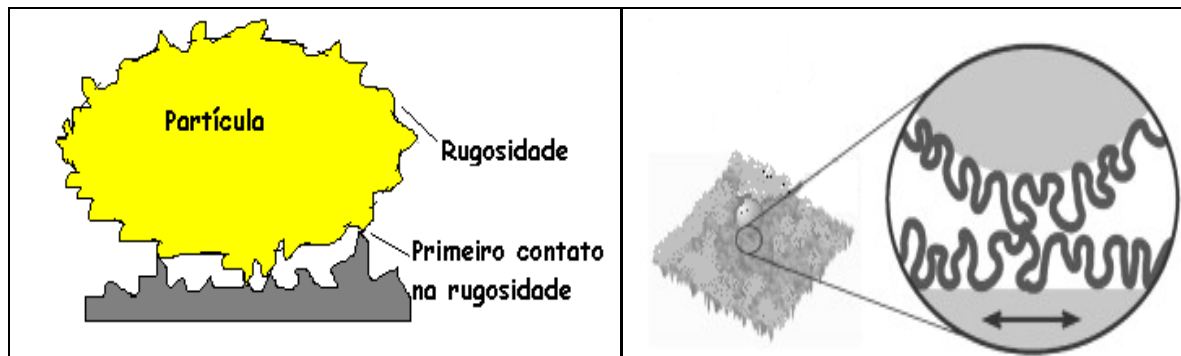 Partícula
Rugosidade
Primeiro contato
na rugosidade